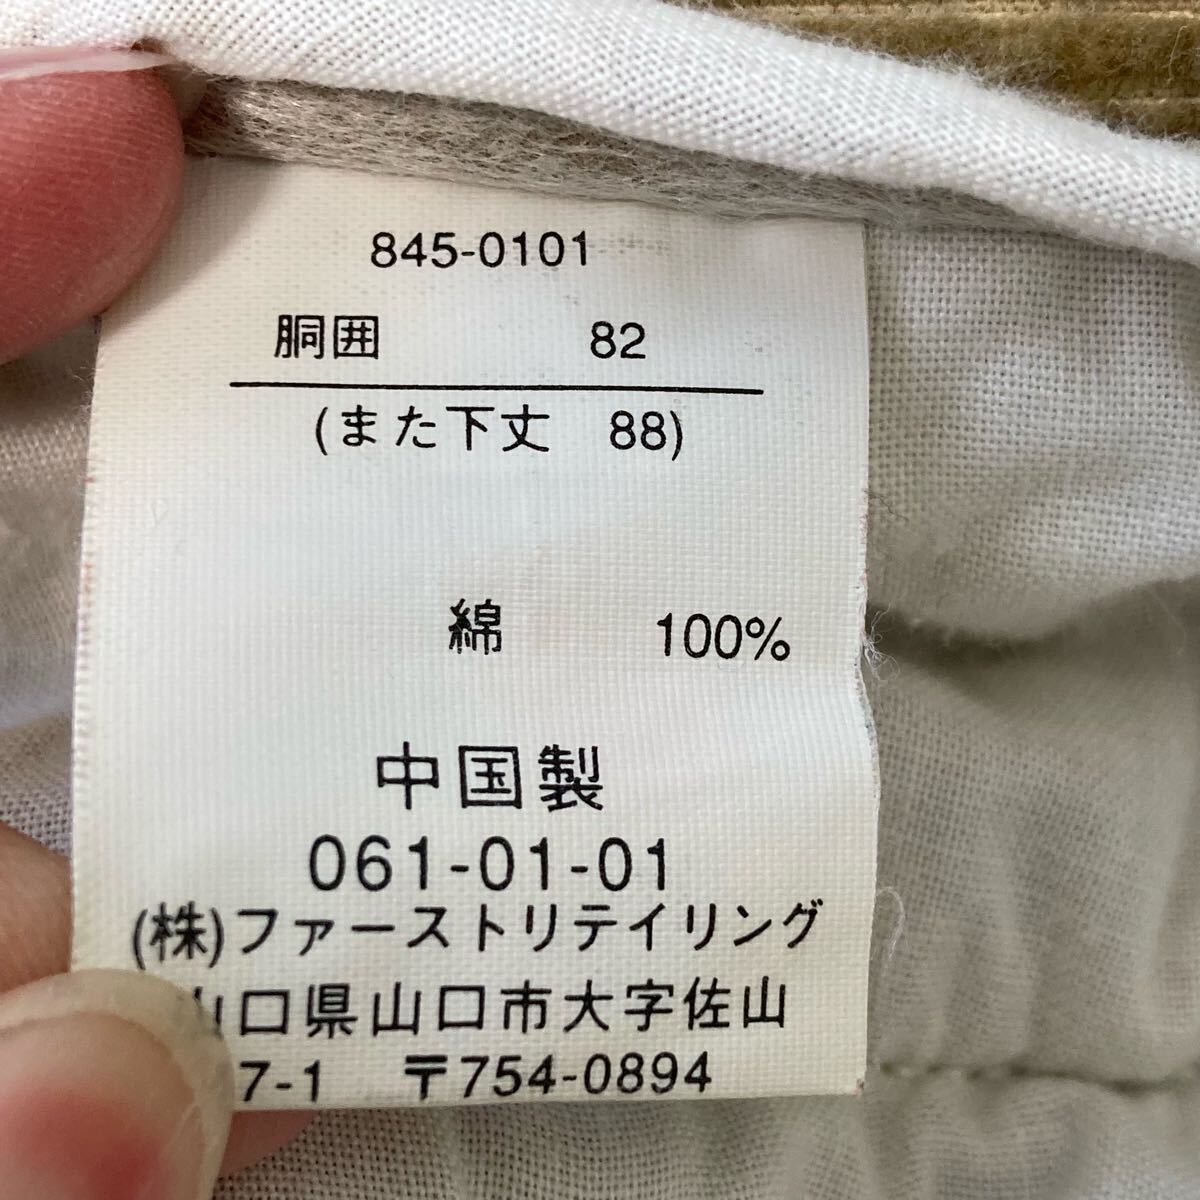 845-0101
胴囲 82
(また下丈 88)
綿 100%
中国製
061-01-01
(株)ファーストリテイリング
山口県山口市大字佐山
7-1 〒754-0894